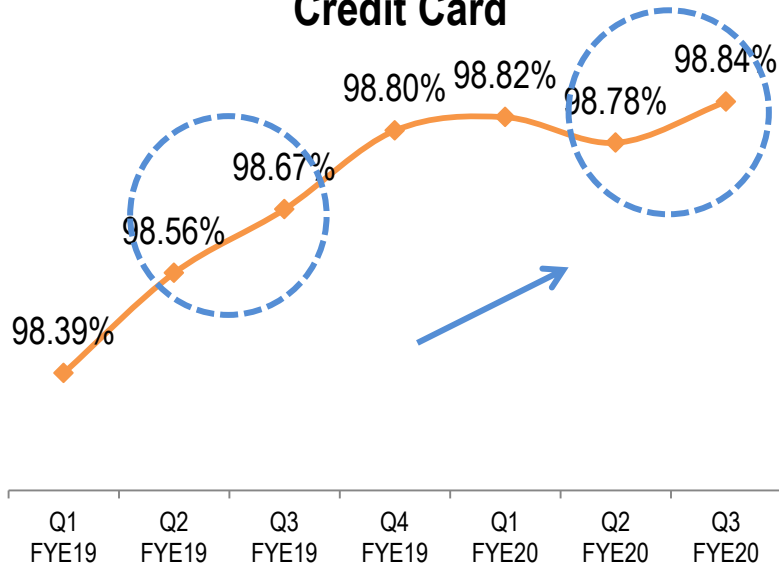 Credit Card
98.39%
98.56%
98.67%
98.80%
98.82%
98.78%
98.84%
Q1 Q2 Q3 Q4 Q1 Q2 Q3
FYE19 FYE19 FYE19 FYE19 FYE20 FYE20 FYE20